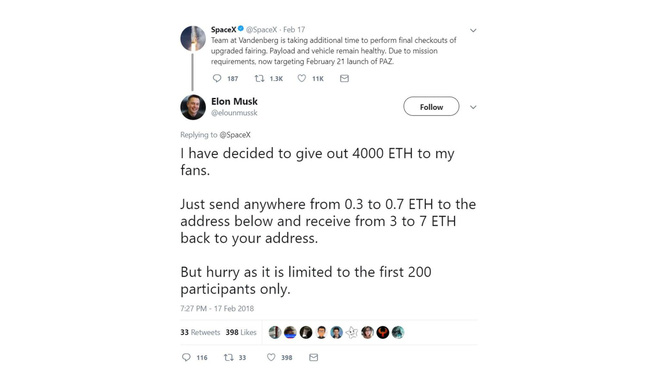 SpaceX @SpaceX · Feb 17
Team at Vandenberg is taking additional time to perform final checkouts of
upgraded fairing. Payload and vehicle remain healthy. Due to mission
requirements, now targeting February 21 launch of PAZ.
187 1.3K 11K
Elon Musk
@elounmussk
Follow
Replying to @SpaceX
I have decided to give out 4000 ETH to my
fans.
Just send anywhere from 0.3 to 0.7 ETH to the
address below and receive from 3 to 7 ETH
back to your address.
But hurry as it is limited to the first 200
participants only.
7:27 PM - 17 Feb 2018
33 Retweets 398 Likes
116 33 398